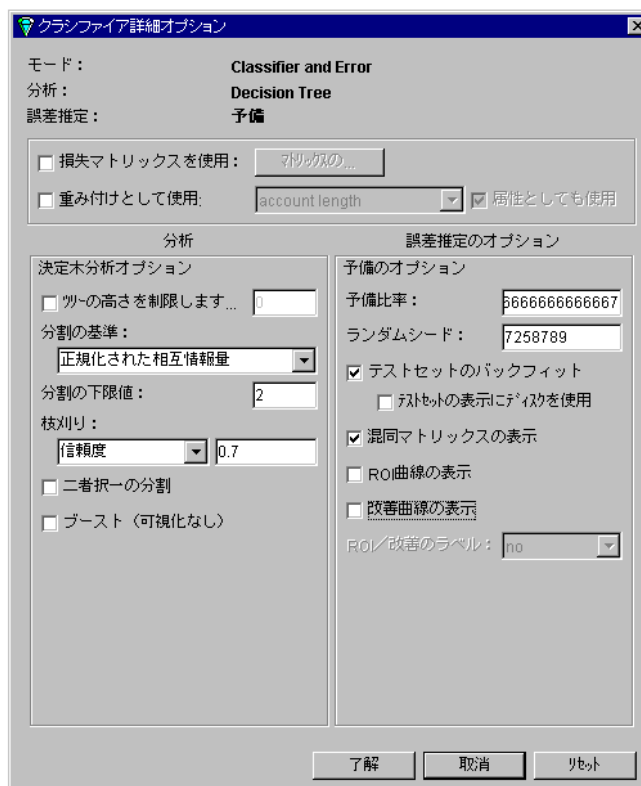 クラシファイア詳細オプション
モード： Classifier and Error
分析： Decision Tree
誤差推定： 予備
損失マトリックスを使用： ﾏﾄﾘｯｸｽの...
重み付けとして使用: account length 属性としても使用
分析
決定木分析オプション
ﾂﾘｰの高さを制限します... 0
分割の基準：
正規化された相互情報量
分割の下限値： 2
枝刈り：
信頼度 0.7
二者択一の分割
ブースト（可視化なし）
誤差推定のオプション
予備のオプション
予備比率： 6666666666667
ランダムシード： 7258789
テストセットのバックフィット
ﾃｽﾄｾｯﾄの表示にﾃﾞｨｽｸを使用
混同マトリックスの表示
ROI曲線の表示
改善曲線の表示
ROI／改善のラベル： no
了解 取消 ﾘｾｯﾄ